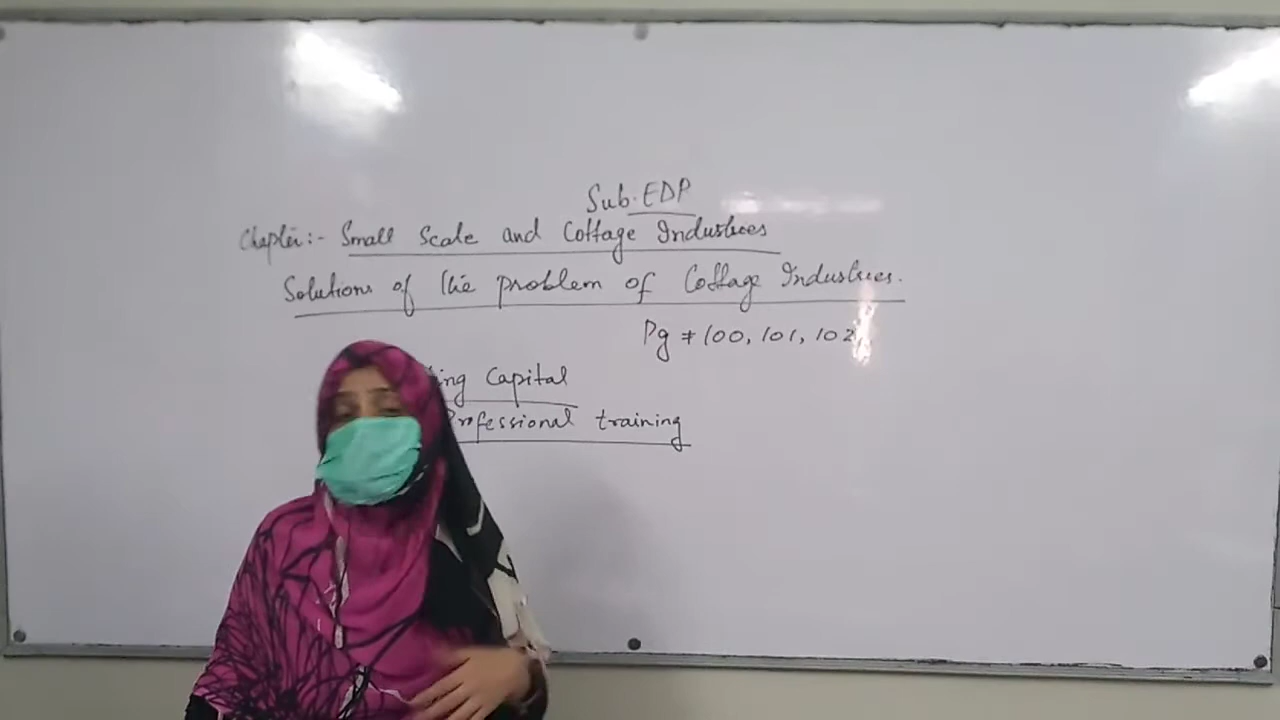 Sub. EDP
Chapter:- Small Scale and Cottage Industries
Solutions of the problem of Cottage Industries.
Pg # 100, 101, 102
Capital
Professional training